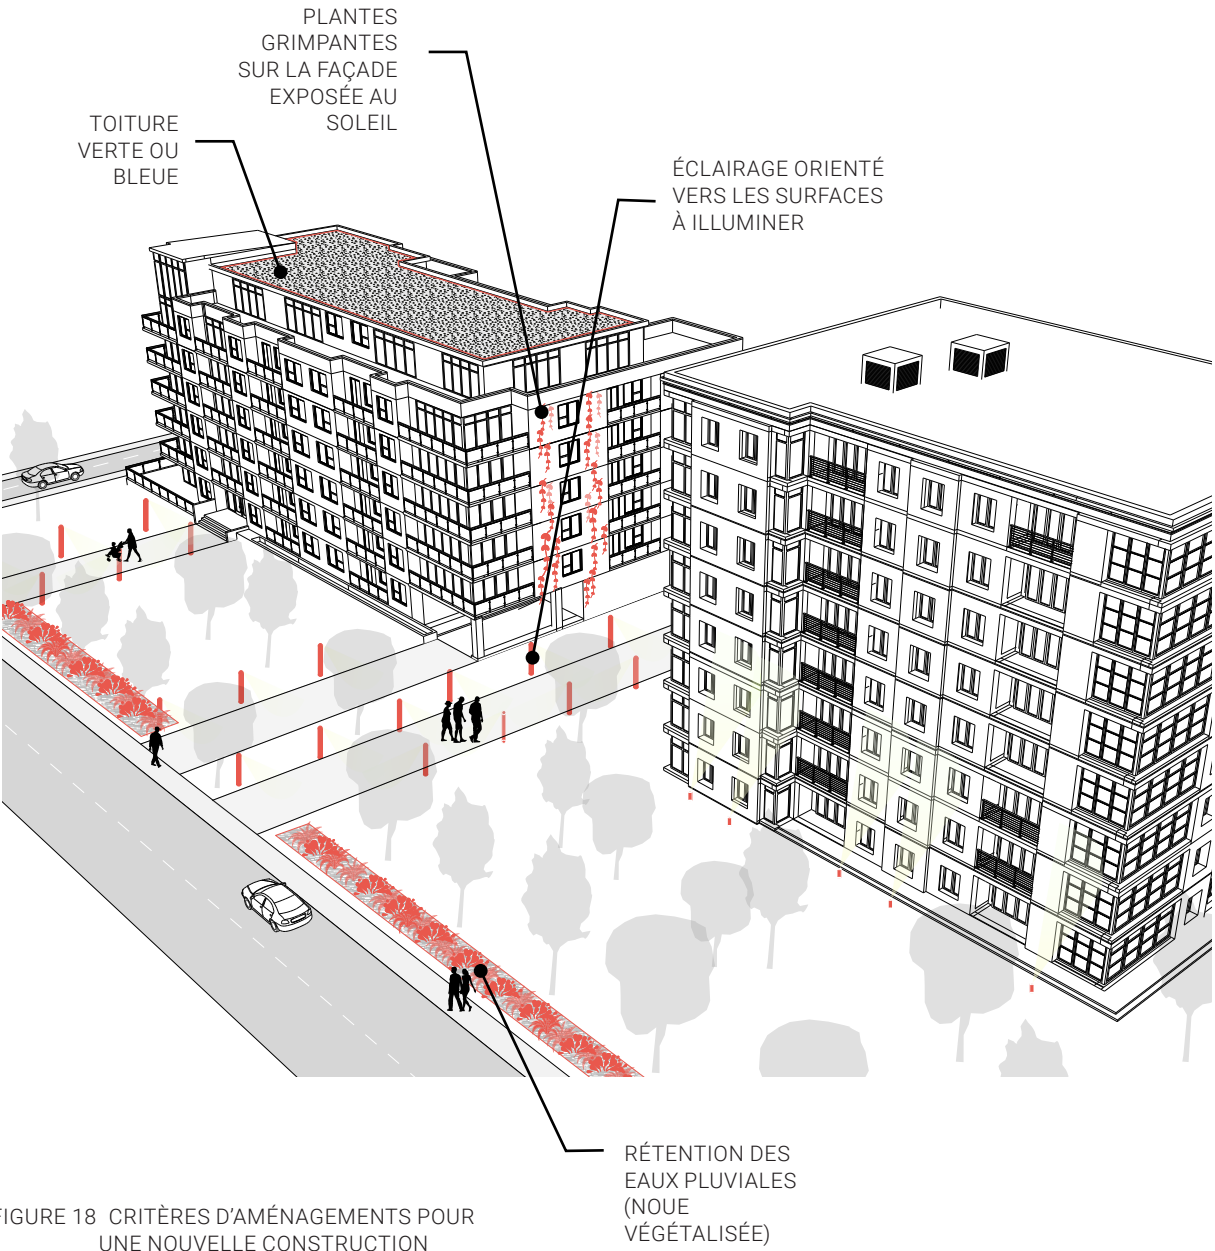 PLANTES
GRIMPANTES
SUR LA FAÇADE
EXPOSÉE AU
SOLEIL
TOITURE
VERTE OU
BLEUE
ÉCLAIRAGE ORIENTÉ
VERS LES SURFACES
À ILLUMINER
RÉTENTION DES
EAUX PLUVIALES
(NOUE
VÉGÉTALISÉE)
FIGURE 18 CRITÈRES D'AMÉNAGEMENTS POUR
UNE NOUVELLE CONSTRUCTION